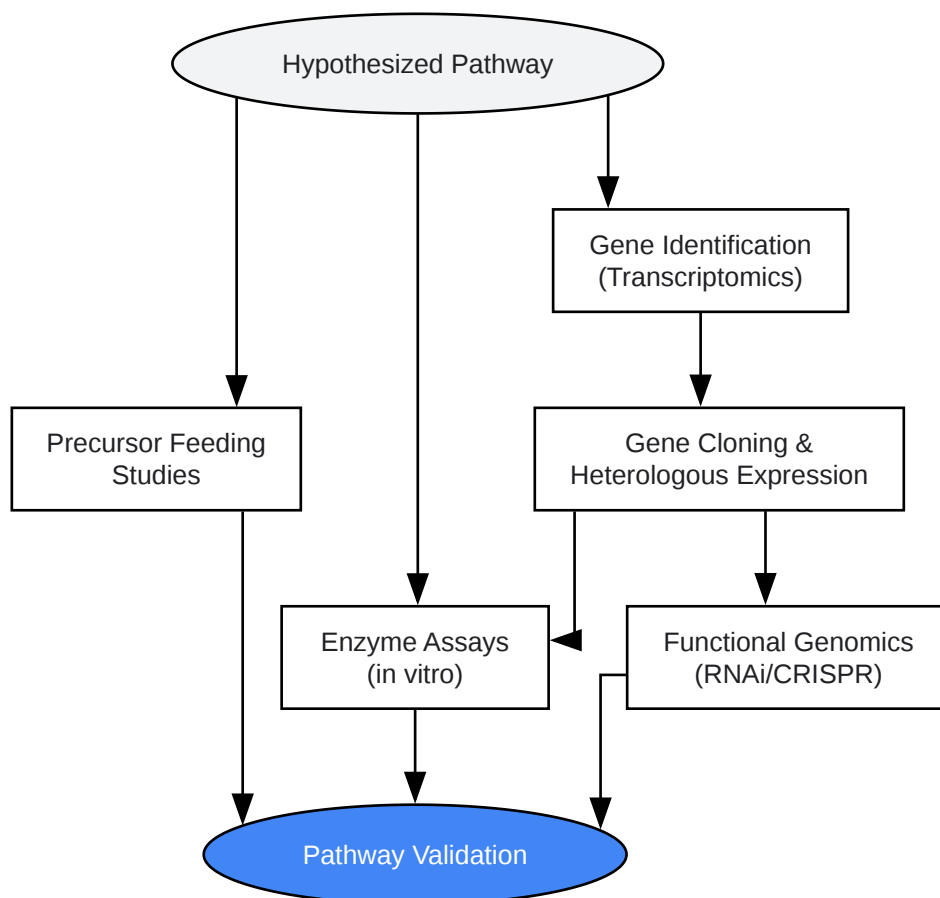 Hypothesized Pathway
Gene Identification
(Transcriptomics)
Precursor Feeding
Studies
Gene Cloning &
Heterologous Expression
Enzyme Assays
(in vitro)
Functional Genomics
(RNAi/CRISPR)
Pathway Validation